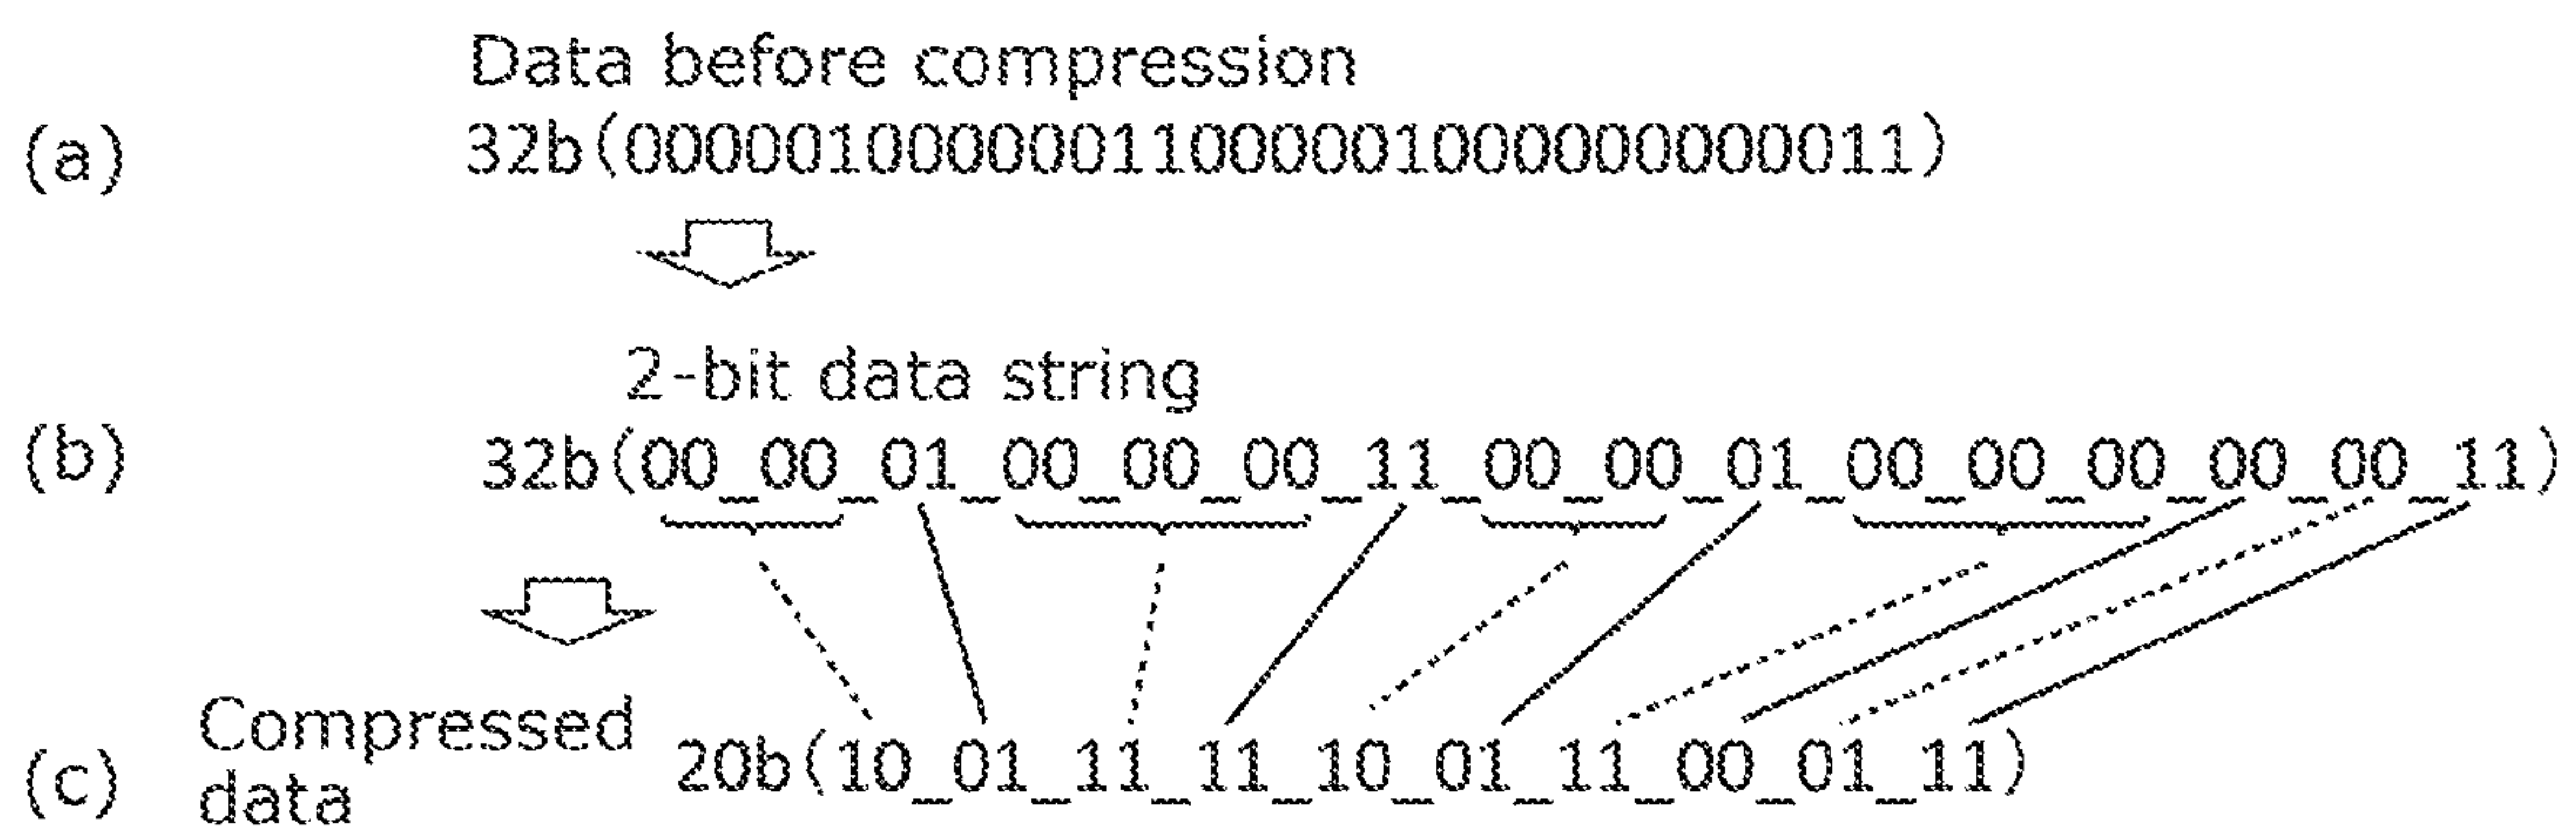 Data before compression
(a) 32b(00000100000011000001000000000011)
2-bit data string
(b) 32b(00_00_01_00_00_00_11_00_00_01_00_00_00_00_00_11)
Compressed
data
(c) 20b(10_01_11_11_10_01_11_00_01_11)